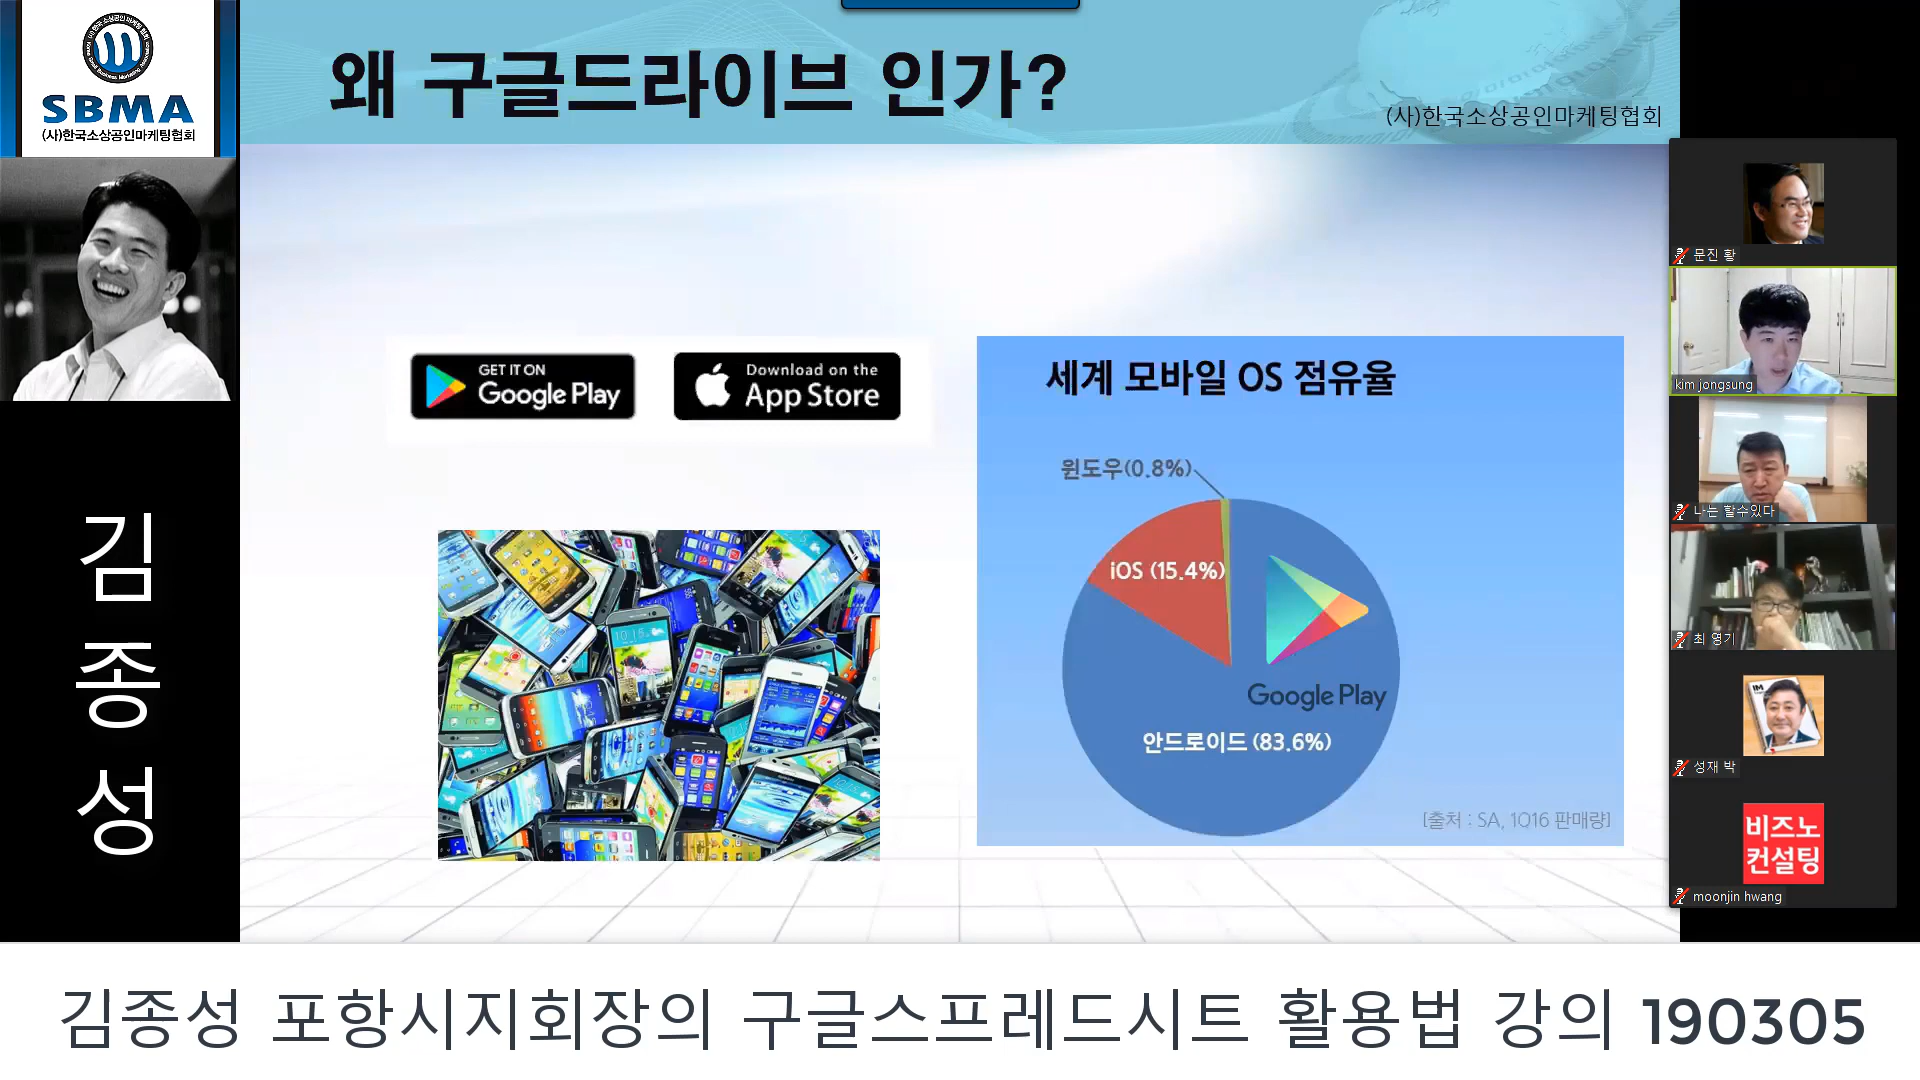 왜 구글드라이브 인가?
(사)한국소상공인마케팅협회
SBMA
(사)한국소상공인마케팅협회
김
종
성
GET IT ON
Google Play
Download on the
App Store
세계 모바일 OS 점유율
윈도우(0.8%)
iOS (15.4%)
Google Play
안드로이드 (83.6%)
[출처 : SA, 1Q16 판매량]
문진 황
kim jongsung
나는 할수있다
최 영기
성재 박
비즈노
컨설팅
moonjin hwang
김종성 포항시지회장의 구글스프레드시트 활용법 강의 190305